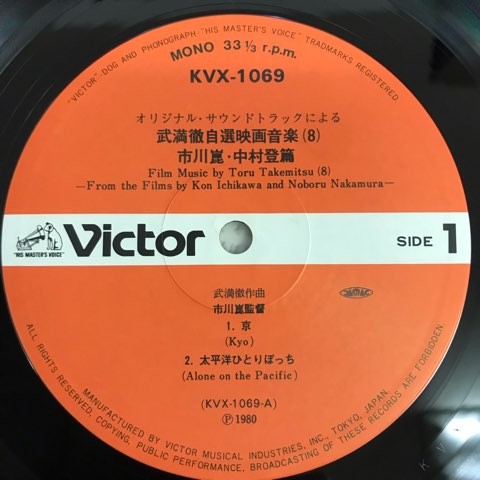 "VICTOR"-DOG AND PHONOGRAPH "HIS MASTER'S VOICE" TRADMARKS REGISTERED
MONO 33⅓ r.p.m.
KVX-1069
オリジナル・サウンドトラックによる
武満徹自選映画音楽(8)
市川崑・中村登篇
Film Music by Toru Takemitsu (8)
—From the Films by Kon Ichikawa and Noboru Nakamura—
"HIS MASTER'S VOICE"
Victor
SIDE 1
武満徹作曲
市川崑監督
1. 京
(Kyo)
2. 太平洋ひとりぼっち
(Alone on the Pacific)
(KVX-1069-A)
Ⓟ1980
MANUFACTURED BY VICTOR MUSICAL INDUSTRIES, INC., TOKYO, JAPAN.
ALL RIGHTS RESERVED. COPYING, PUBLIC PERFORMANCE, BROADCASTING OF THESE RECORDS ARE FORBIDDEN.